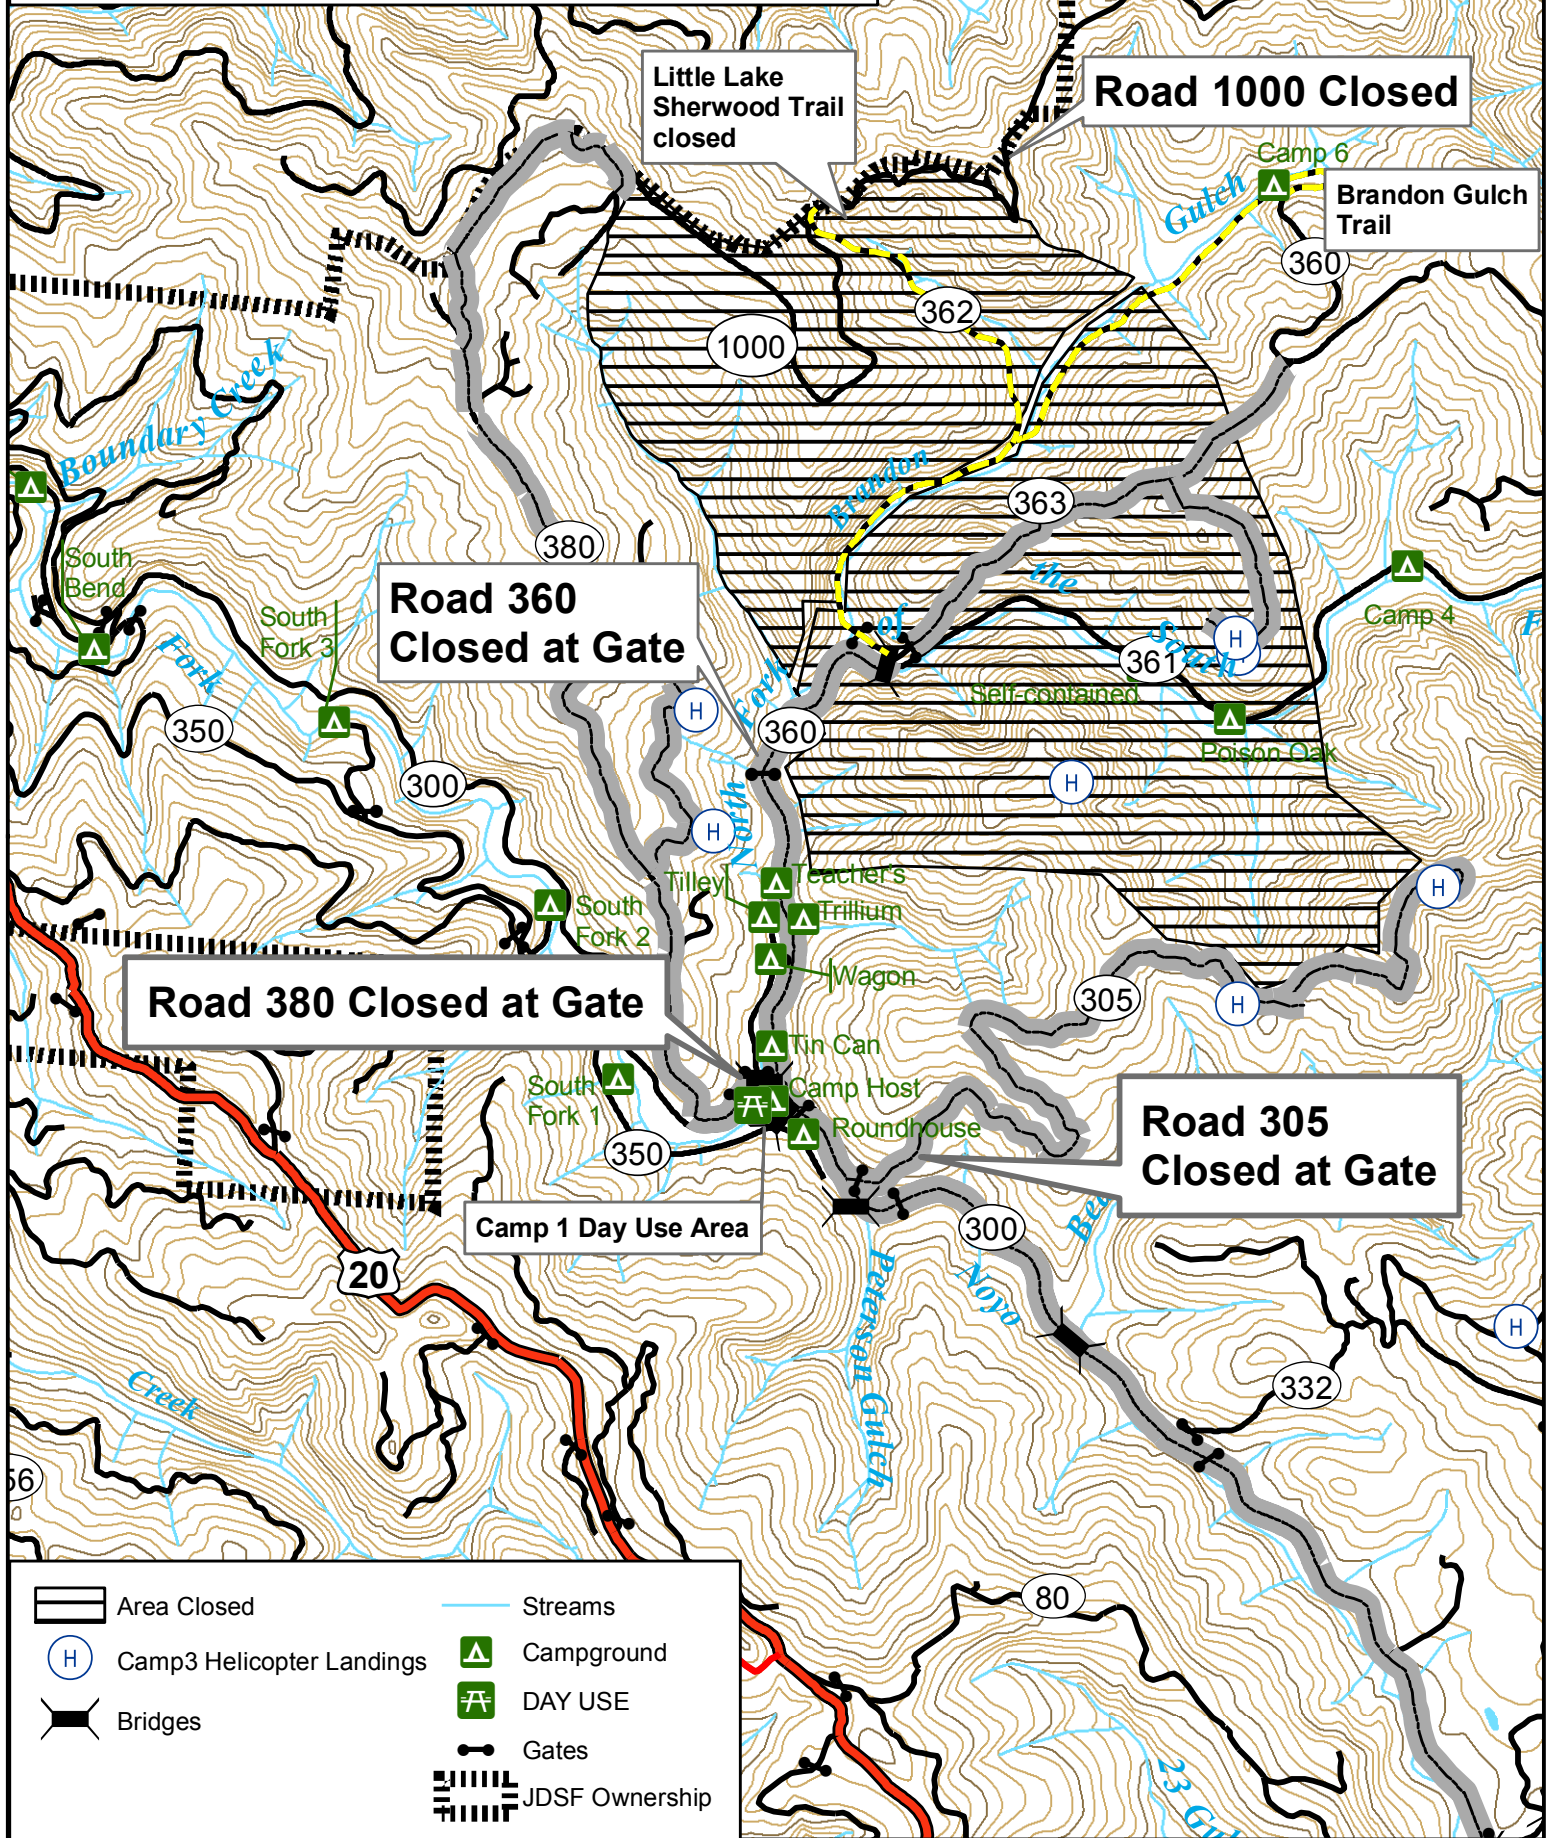 Little Lake
Sherwood Trail
closed
Road 1000 Closed
Camp 6
Gulch
Brandon Gulch
Trail
360
362
1000
Boundary Creek
Brandon
363
380
South
Bend
the
South
Fork 3
Fork
Road 360
Closed at Gate
of
South
361
H
Camp 4
F
Self-contained
Fork
H
360
350
Poison Oak
300
H
North
H
Teacher's
Tilley
H
Trillium
South
Fork 2
Wagon
Road 380 Closed at Gate
305
H
Tin Can
South
Fork 1
Camp Host
Roundhouse
Road 305
Closed at Gate
350
Camp 1 Day Use Area
300
Be
20
Peterson Gulch
Noyo
H
332
Creek
56
80
23 Gul
Area Closed
H
Camp3 Helicopter Landings
Bridges
Streams
Campground
DAY USE
Gates
JDSF Ownership